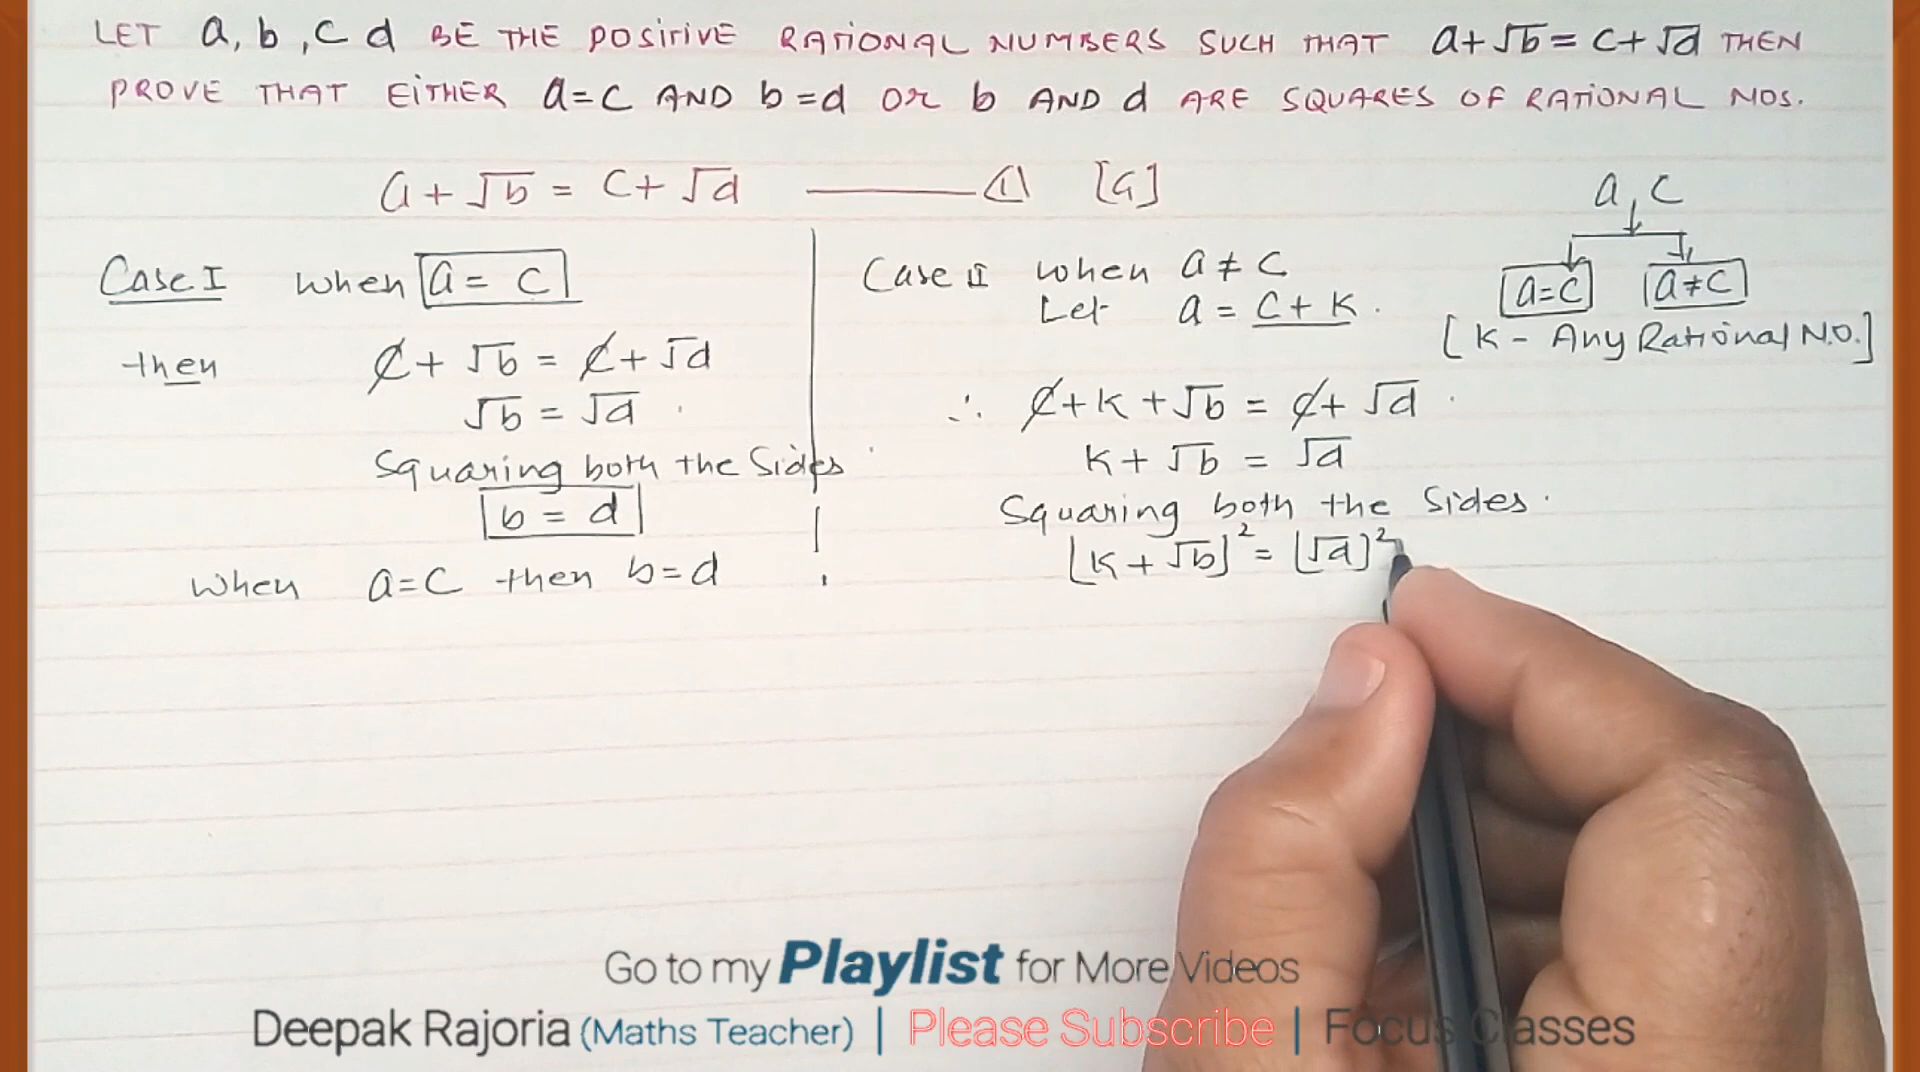 LET a, b, c d BE THE POSITIVE RATIONAL NUMBERS SUCH THAT a+√b = c+√d THEN
PROVE THAT EITHER a=c AND b=d or b AND d ARE SQUARES OF RATIONAL NOS.
a + √b = c + √d ——— ① [G]
Case I when a = c
then c + √b = c + √d
√b = √d
Squaring both the Sides
b = d
when a=c then b=d
Case II when a ≠ c
Let a = c + k.
∴ c + k + √b = c + √d
k + √b = √d
Squaring both the Sides.
[k + √b]² = [√d]²
a, c
a=c a≠c
[k - Any Rational NO.]
Go to my Playlist for More Videos
Deepak Rajoria (Maths Teacher) | Please Subscribe | Focus Classes